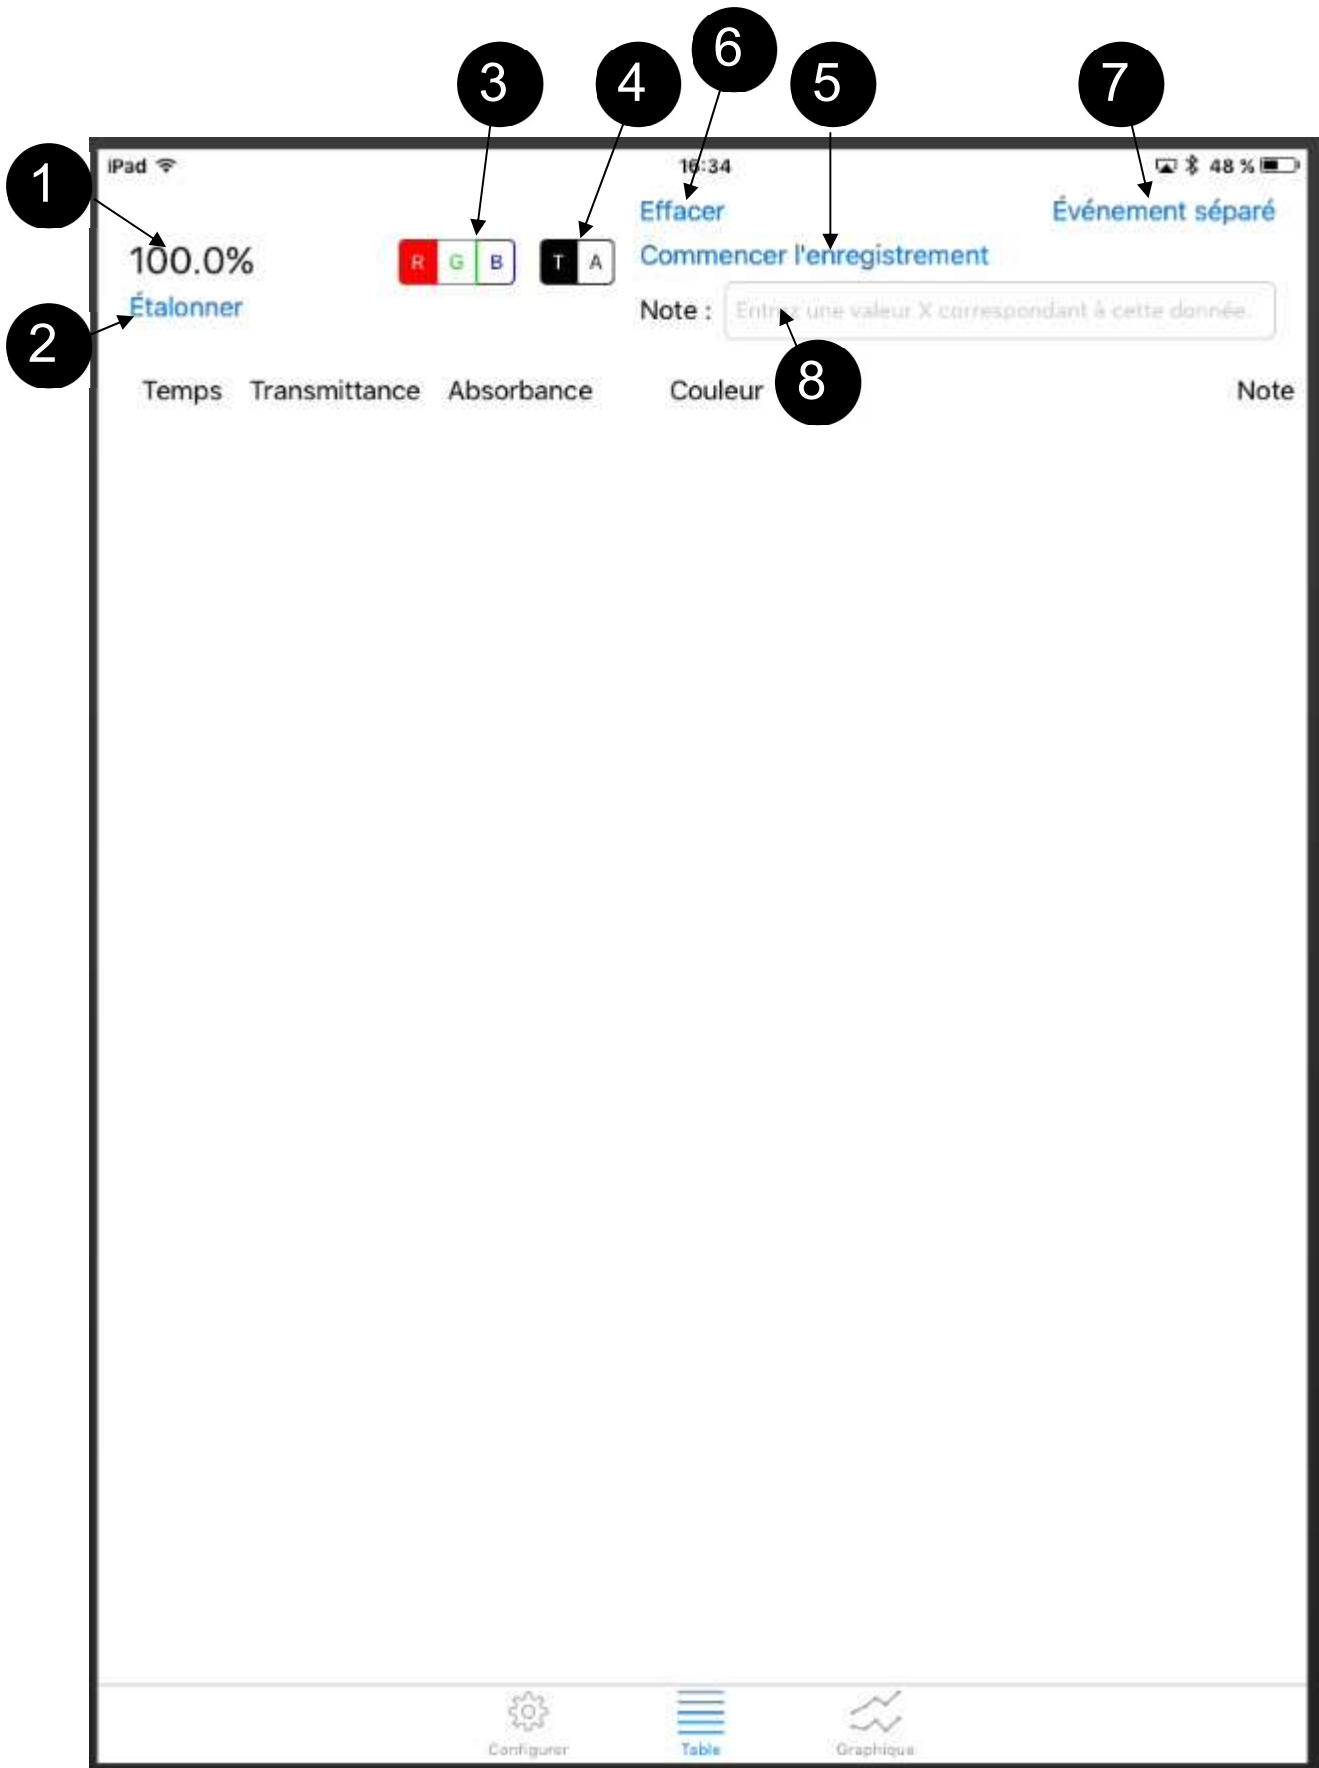 6
3 4 5 7
1
iPad 16:34 48 %
Effacer Événement séparé
100.0% R G B T A Commencer l'enregistrement
2
Étalonner Note : Entrez une valeur X correspondant à cette donnée.
8
Temps Transmittance Absorbance Couleur Note
Configurer Table Graphique